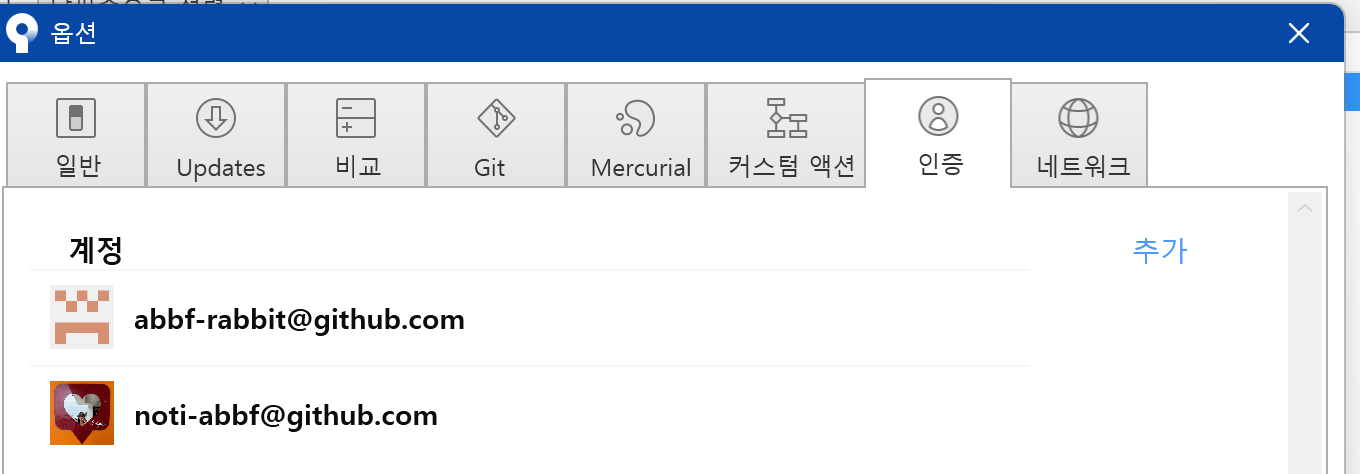 옵션
일반
Updates
비교
Git
Mercurial
커스텀 액션
인증
네트워크
계정
추가
abbf-rabbit@github.com
noti-abbf@github.com